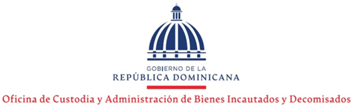 GOBIERNO DE LA
REPÚBLICA DOMINICANA
Oficina de Custodia y Administración de Bienes Incautados y Decomisados